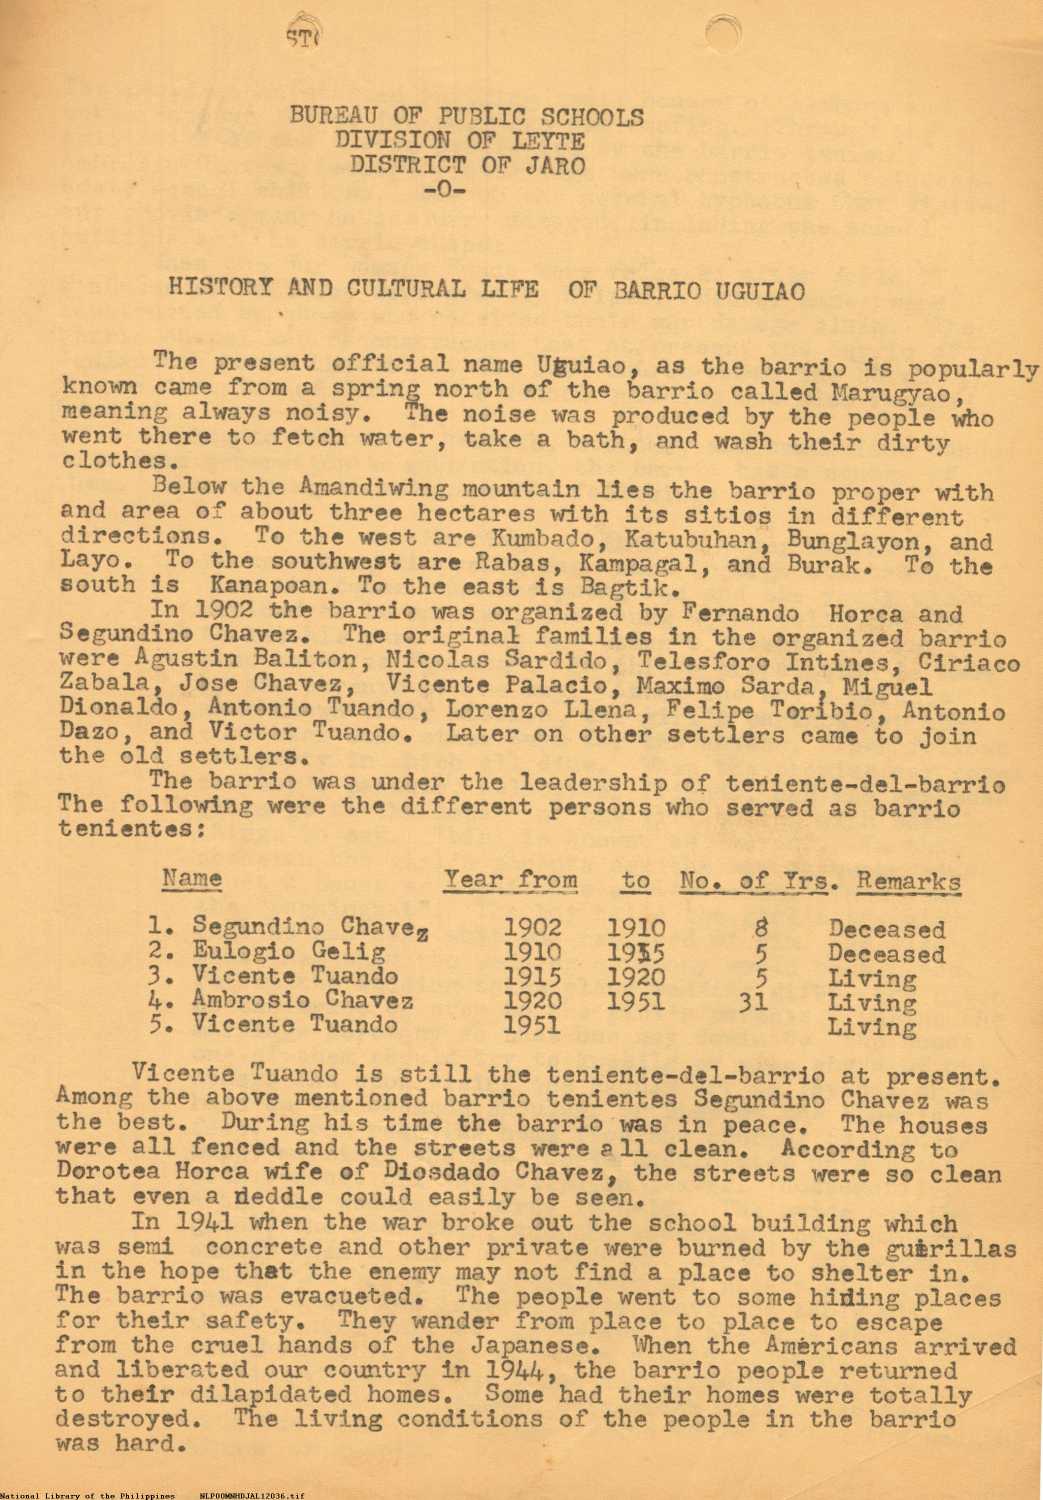 ST
BUREAU OF PUBLIC SCHOOLS
DIVISION OF LEYTE
DISTRICT OF JARO
-O-
HISTORY AND CULTURAL LIFE OF BARRIO UGUIAO
The present official name Uguiao, as the barrio is popularly
known came from a spring north of the barrio called Marugyao,
meaning always noisy. The noise was produced by the people who
went there to fetch water, take a bath, and wash their dirty
clothes.
Below the Amandiwing mountain lies the barrio proper with
and area of about three hectares with its sitios in different
directions. To the west are Kumbado, Katubuhan, Bunglayon, and
Layo. To the southwest are Rabas, Kampagal, and Burak. To the
south is Kanapoan. To the east is Bagtik.
In 1902 the barrio was organized by Fernando Horca and
Segundino Chavez. The original families in the organized barrio
were Agustin Baliton, Nicolas Sardido, Telesforo Intines, Ciriaco
Zabala, Jose Chavez, Vicente Palacio, Maximo Sarda, Miguel
Dionaldo, Antonio Tuando, Lorenzo Llena, Felipe Toribio, Antonio
Dazo, and Victor Tuando. Later on other settlers came to join
the old settlers.
The barrio was under the leadership of teniente-del-barrio
The following were the different persons who served as barrio
tenientes:
Name Year from to No. of Yrs. Remarks
1. Segundino Chavez 1902 1910 8 Deceased
2. Eulogio Gelig 1910 1915 5 Deceased
3. Vicente Tuando 1915 1920 5 Living
4. Ambrosio Chavez 1920 1951 31 Living
5. Vicente Tuando 1951 Living
Vicente Tuando is still the teniente-del-barrio at present.
Among the above mentioned barrio tenientes Segundino Chavez was
the best. During his time the barrio was in peace. The houses
were all fenced and the streets were all clean. According to
Dorotea Horca wife of Diosdado Chavez, the streets were so clean
that even a neddle could easily be seen.
In 1941 when the war broke out the school building which
was semi concrete and other private were burned by the guirillas
in the hope that the enemy may not find a place to shelter in.
The barrio was evacueted. The people went to some hiding places
for their safety. They wander from place to place to escape
from the cruel hands of the Japanese. When the Americans arrived
and liberated our country in 1944, the barrio people returned
to their dilapidated homes. Some had their homes were totally
destroyed. The living conditions of the people in the barrio
was hard.
National Library of the Philippines NLPOOMNHDJAL12036.tif